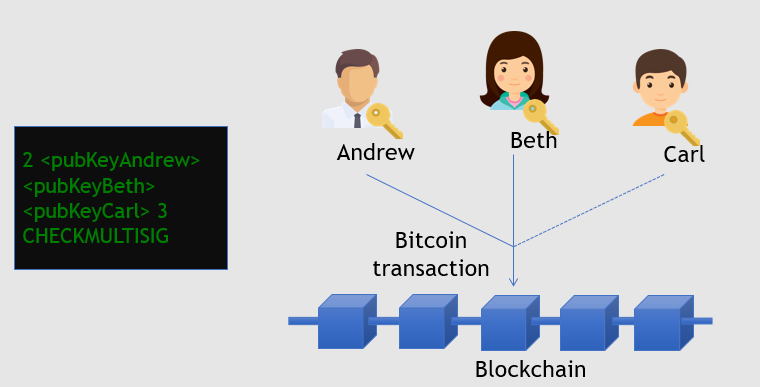 2 <pubKeyAndrew>
<pubKeyBeth>
<pubKeyCarl> 3
CHECKMULTISIG
Andrew
Beth
Carl
Bitcoin
transaction
Blockchain